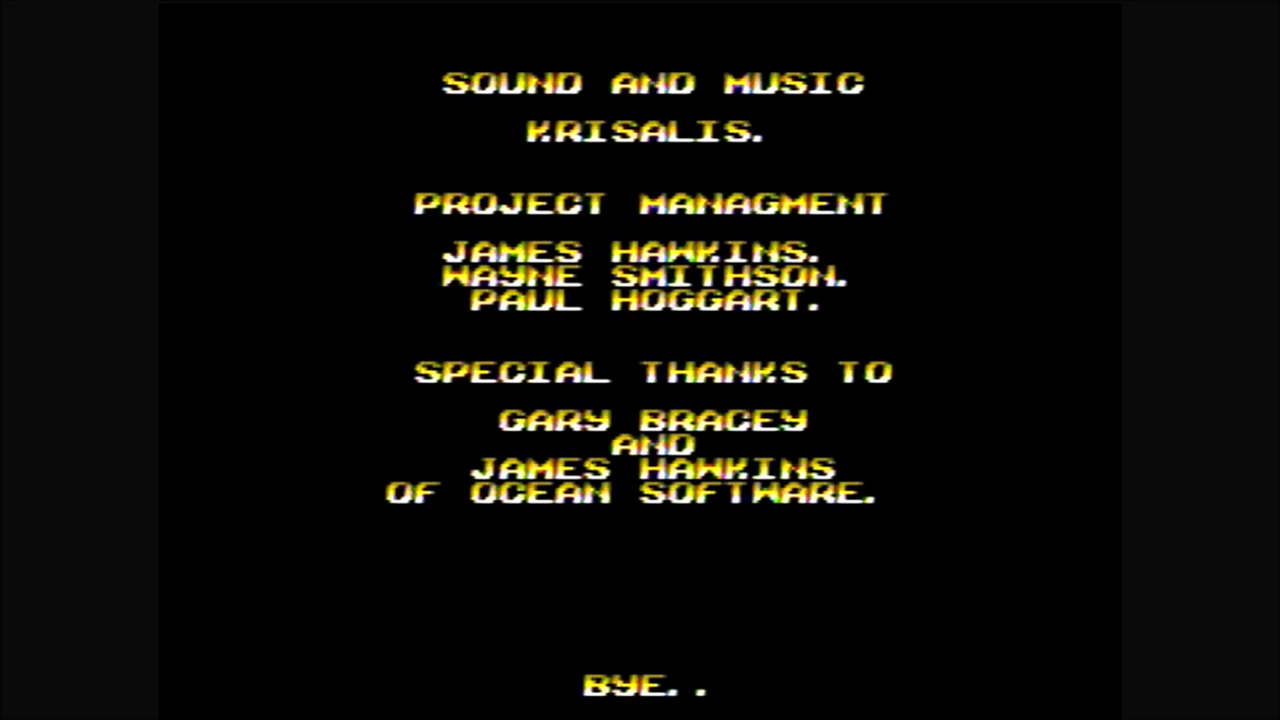 SOUND AND MUSIC
KRISALIS.
PROJECT MANAGMENT
JAMES HAWKINS.
WAYNE SMITHSON.
PAUL HOGGART.
SPECIAL THANKS TO
GARY BRACEY
AND
JAMES HAWKINS
OF OCEAN SOFTWARE.
BYE..